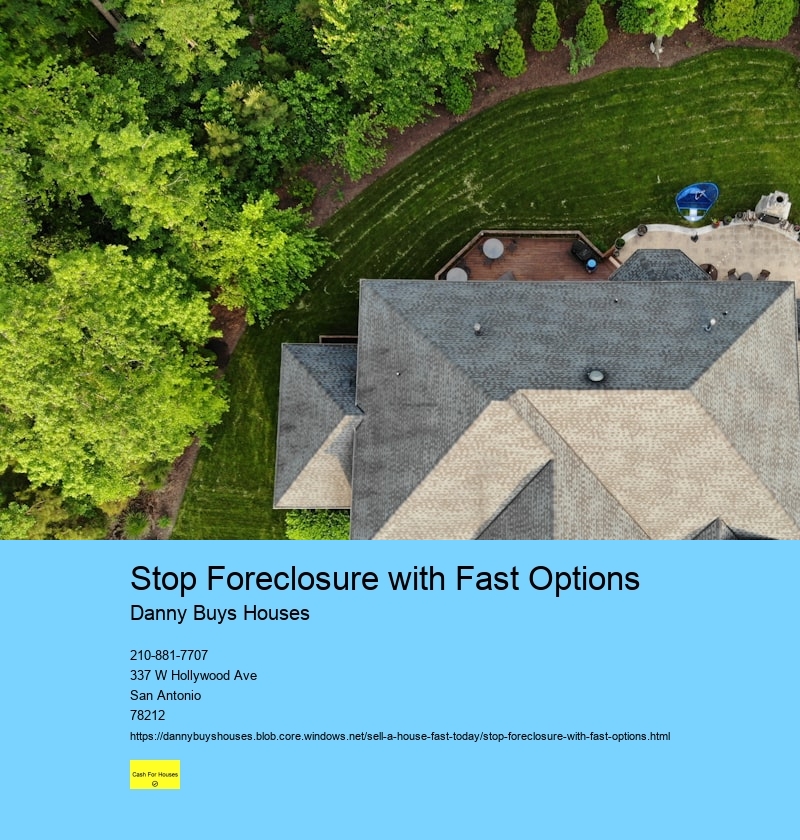 Stop Foreclosure with Fast Options
Danny Buys Houses
210-881-7707
337 W Hollywood Ave
San Antonio
78212
https://dannybuyshouses.blob.core.windows.net/sell-a-house-fast-today/stop-foreclosure-with-fast-options.html
Cash For Houses